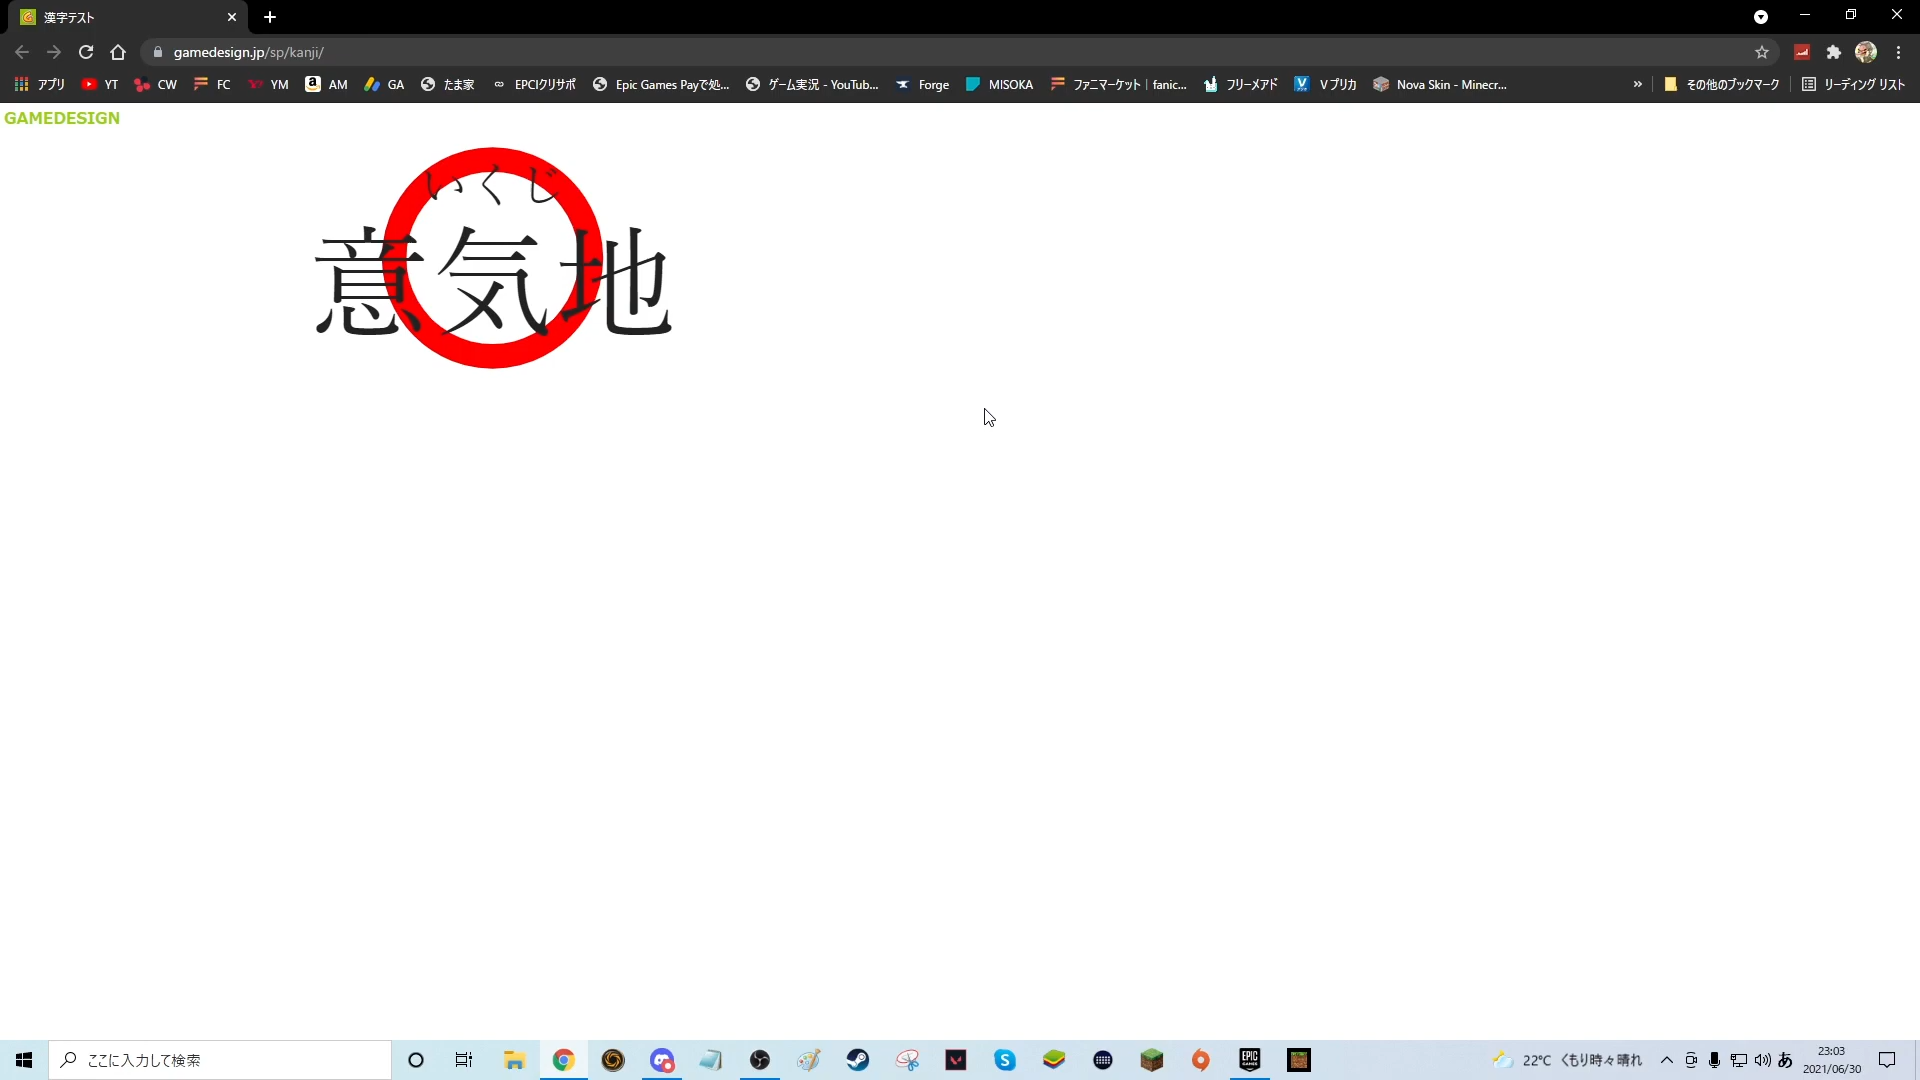 漢字テスト
gamedesign.jp/sp/kanji/
アプリ YT CW FC YM AM GA たま家 EPCIクリサポ Epic Games Payで処... ゲーム実況 - YouTub... Forge MISOKA ファニマーケット | fanic... フリーメアド Vプリカ Nova Skin - Minecr... » その他のブックマーク リーディング リスト
GAMEDESIGN
いくじ
意気地
ここに入力して検索
22°C くもり時々晴れ
あ
23:03
2021/06/30